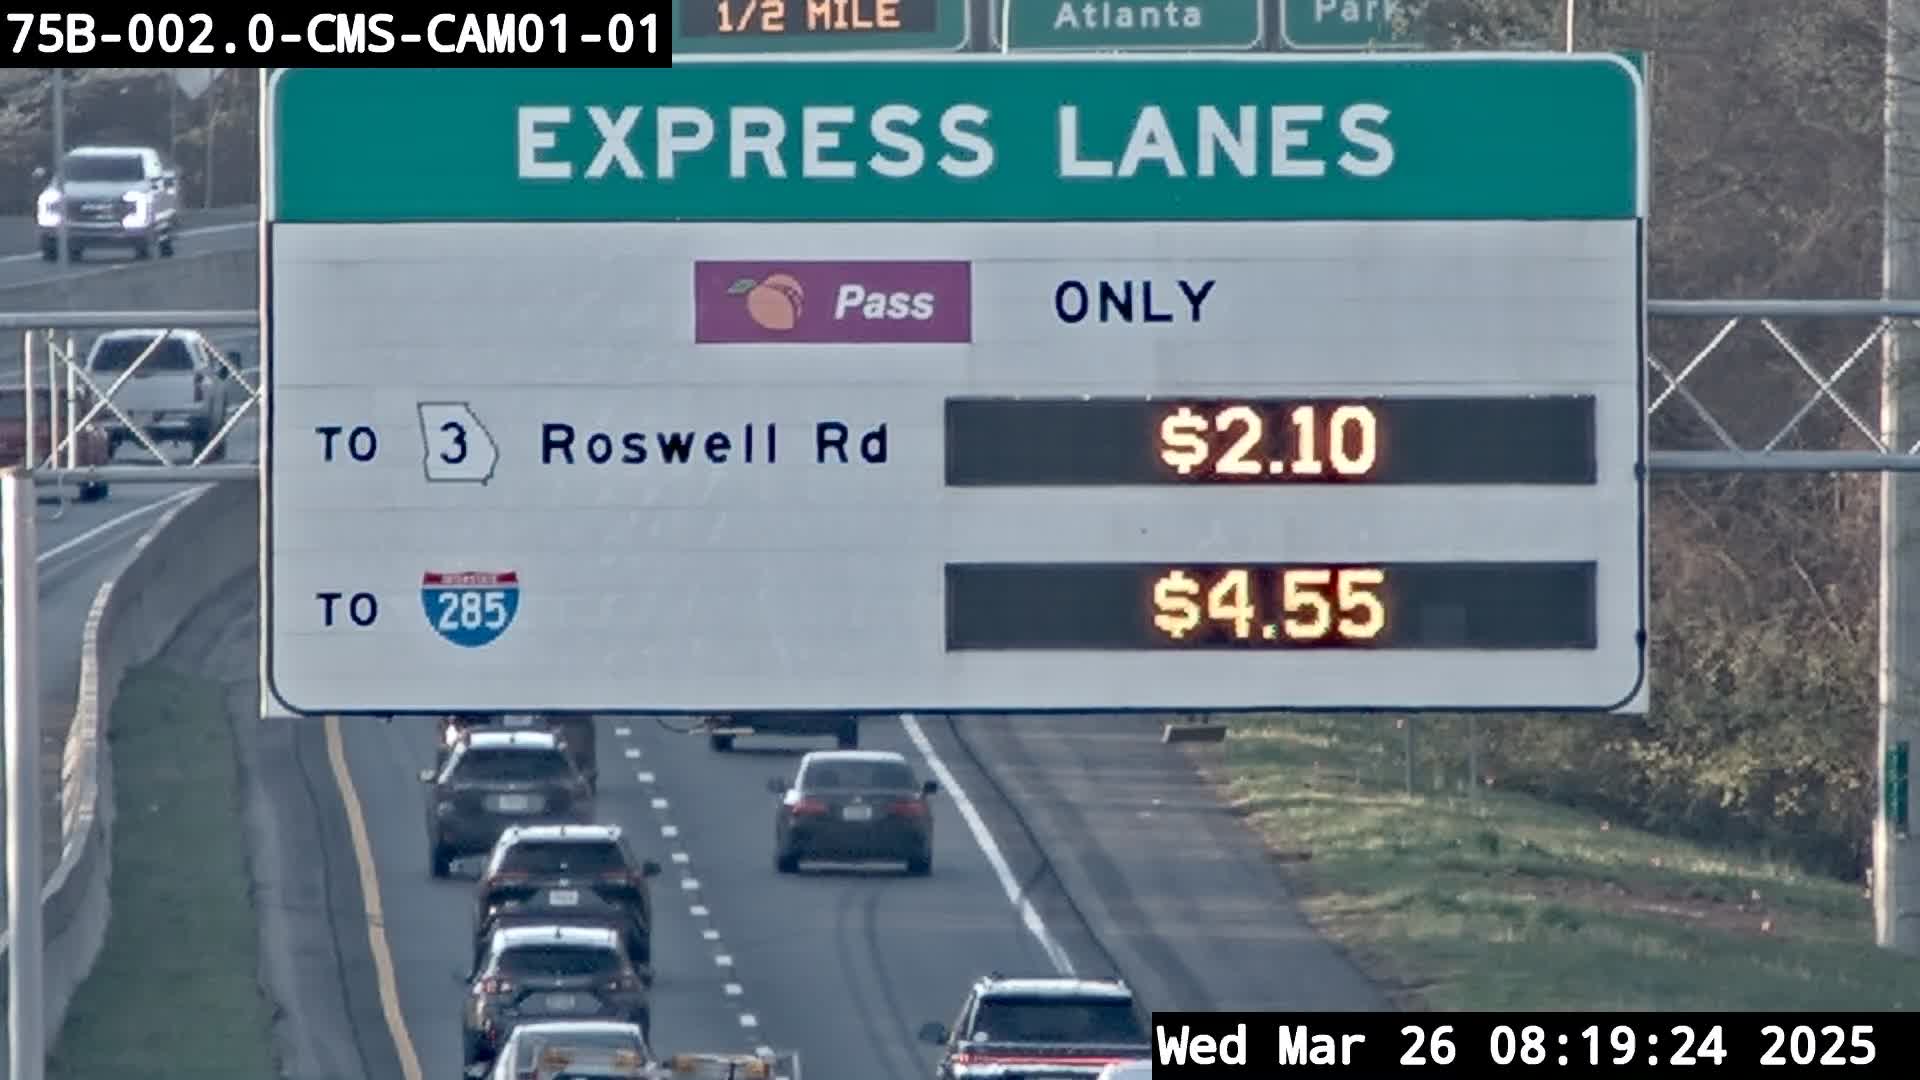 75B-002.0-CMS-CAM01-01
1/2 MILE
Atlanta
EXPRESS LANES
Pass ONLY
TO 3 Roswell Rd $2.10
TO INTERSTATE 285 $4.55
Wed Mar 26 08:19:24 2025